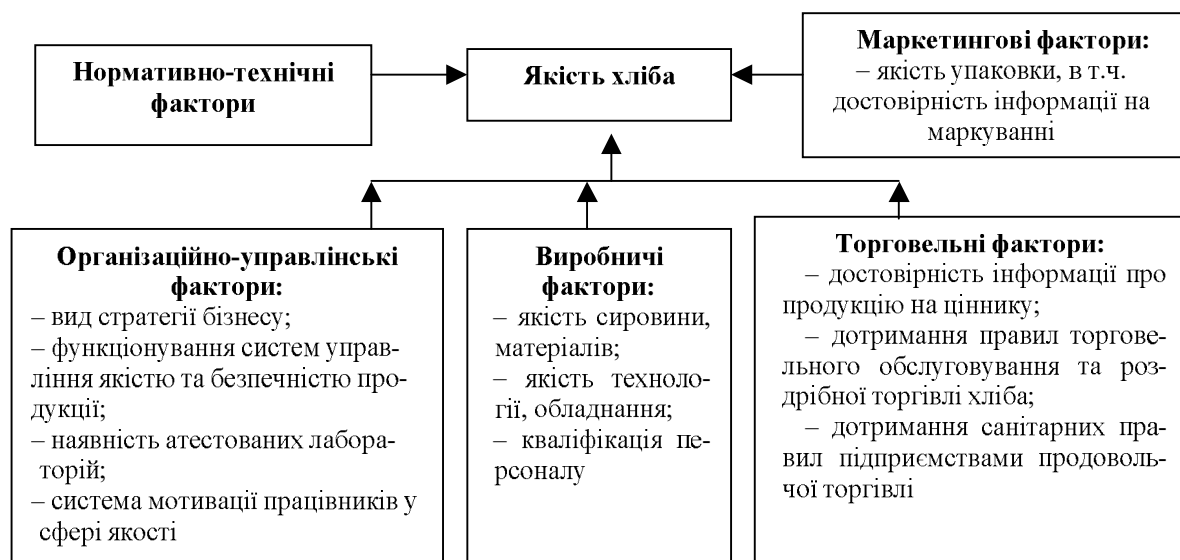 Нормативно-технічні
фактори
Якість хліба
Маркетингові фактори:
– якість упаковки, в т.ч.
достовірність інформації на
маркуванні
Організаційно-управлінські
фактори:
– вид стратегії бізнесу;
– функціонування систем управ-
ління якістю та безпечністю про-
дукції;
– наявність атестованих лабора-
торій;
– система мотивації працівників у
сфері якості
Виробничі
фактори:
– якість сировини,
матеріалів;
– якість техноло-
гії, обладнання;
– кваліфікація пе-
рсоналу
Торговельні фактори:
– достовірність інформації про
продукцію на ціннику;
– дотримання правил торгове-
льного обслуговування та роз-
дрібної торгівлі хліба;
– дотримання санітарних пра-
вил підприємствами продоволь-
чої торгівлі